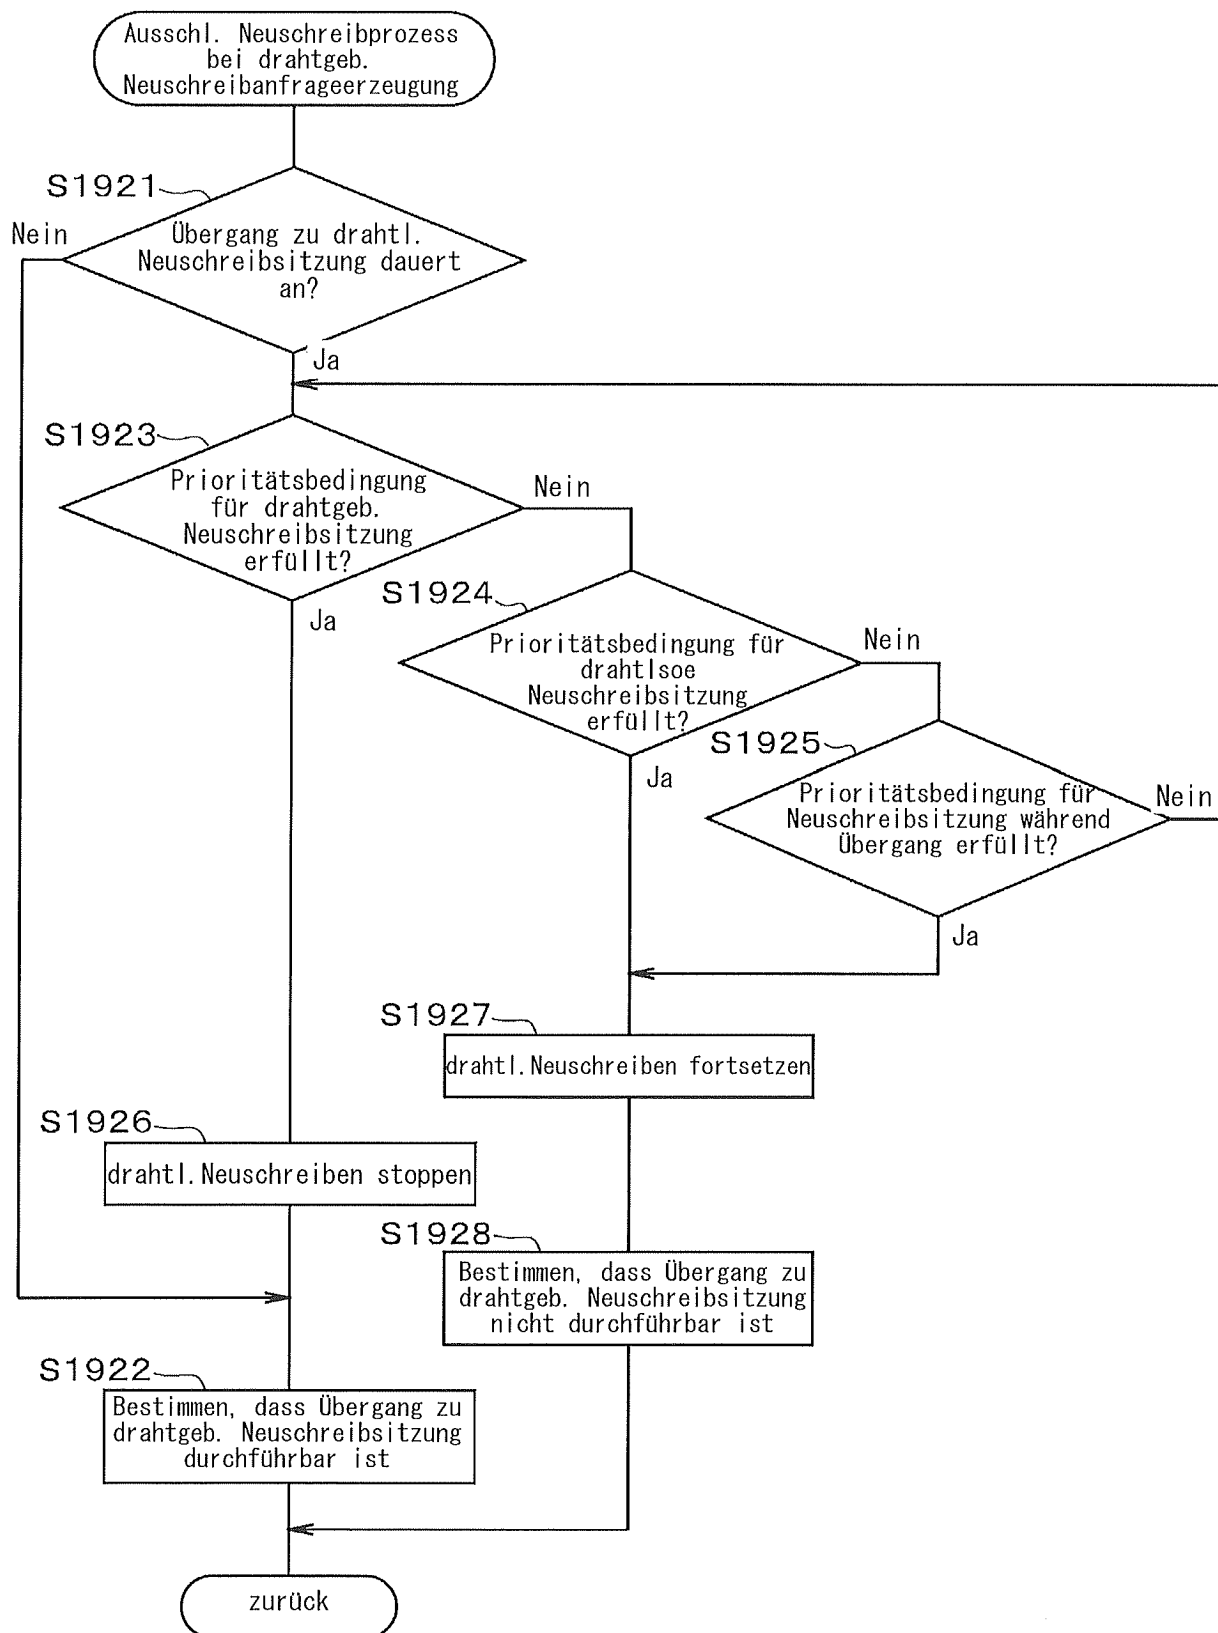 Ausschl. Neuschreibprozess
bei drahtgeb.
Neuschreibanfrageerzeugung
S1921
Nein
Übergang zu drahtl.
Neuschreibsitzung dauert
an?
Ja
S1923
Prioritätsbedingung
für drahtgeb.
Neuschreibsitzung
erfüllt?
Nein
Ja
S1924
Prioritätsbedingung für
drahtlsoe
Neuschreibsitzung
erfüllt?
Nein
Ja
S1925
Prioritätsbedingung für
Neuschreibsitzung während
Übergang erfüllt?
Nein
Ja
S1927
drahtl.Neuschreiben fortsetzen
S1926
drahtl.Neuschreiben stoppen
S1928
Bestimmen, dass Übergang zu
drahtgeb. Neuschreibsitzung
nicht durchführbar ist
S1922
Bestimmen, dass Übergang zu
drahtgeb. Neuschreibsitzung
durchführbar ist
zurück